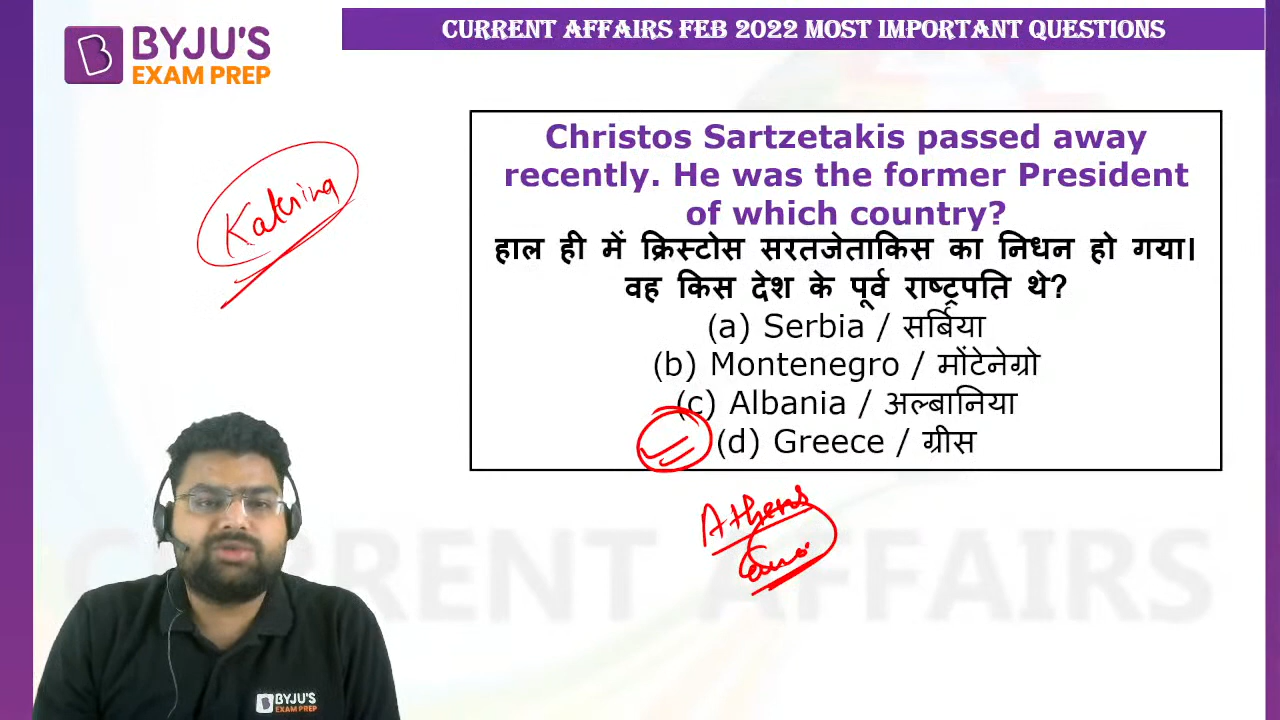 BYJU'S
EXAM PREP
CURRENT AFFAIRS FEB 2022 MOST IMPORTANT QUESTIONS
Christos Sartzetakis passed away
recently. He was the former President
of which country?
हाल ही में क्रिस्टोस सरतजेताकिस का निधन हो गया।
वह किस देश के पूर्व राष्ट्रपति थे?
(a) Serbia / सर्बिया
(b) Montenegro / मोंटेनेग्रो
(c) Albania / अल्बानिया
(d) Greece / ग्रीस
Athens
CURRENT AFFAIRS
BYJU'S
EXAM PREP